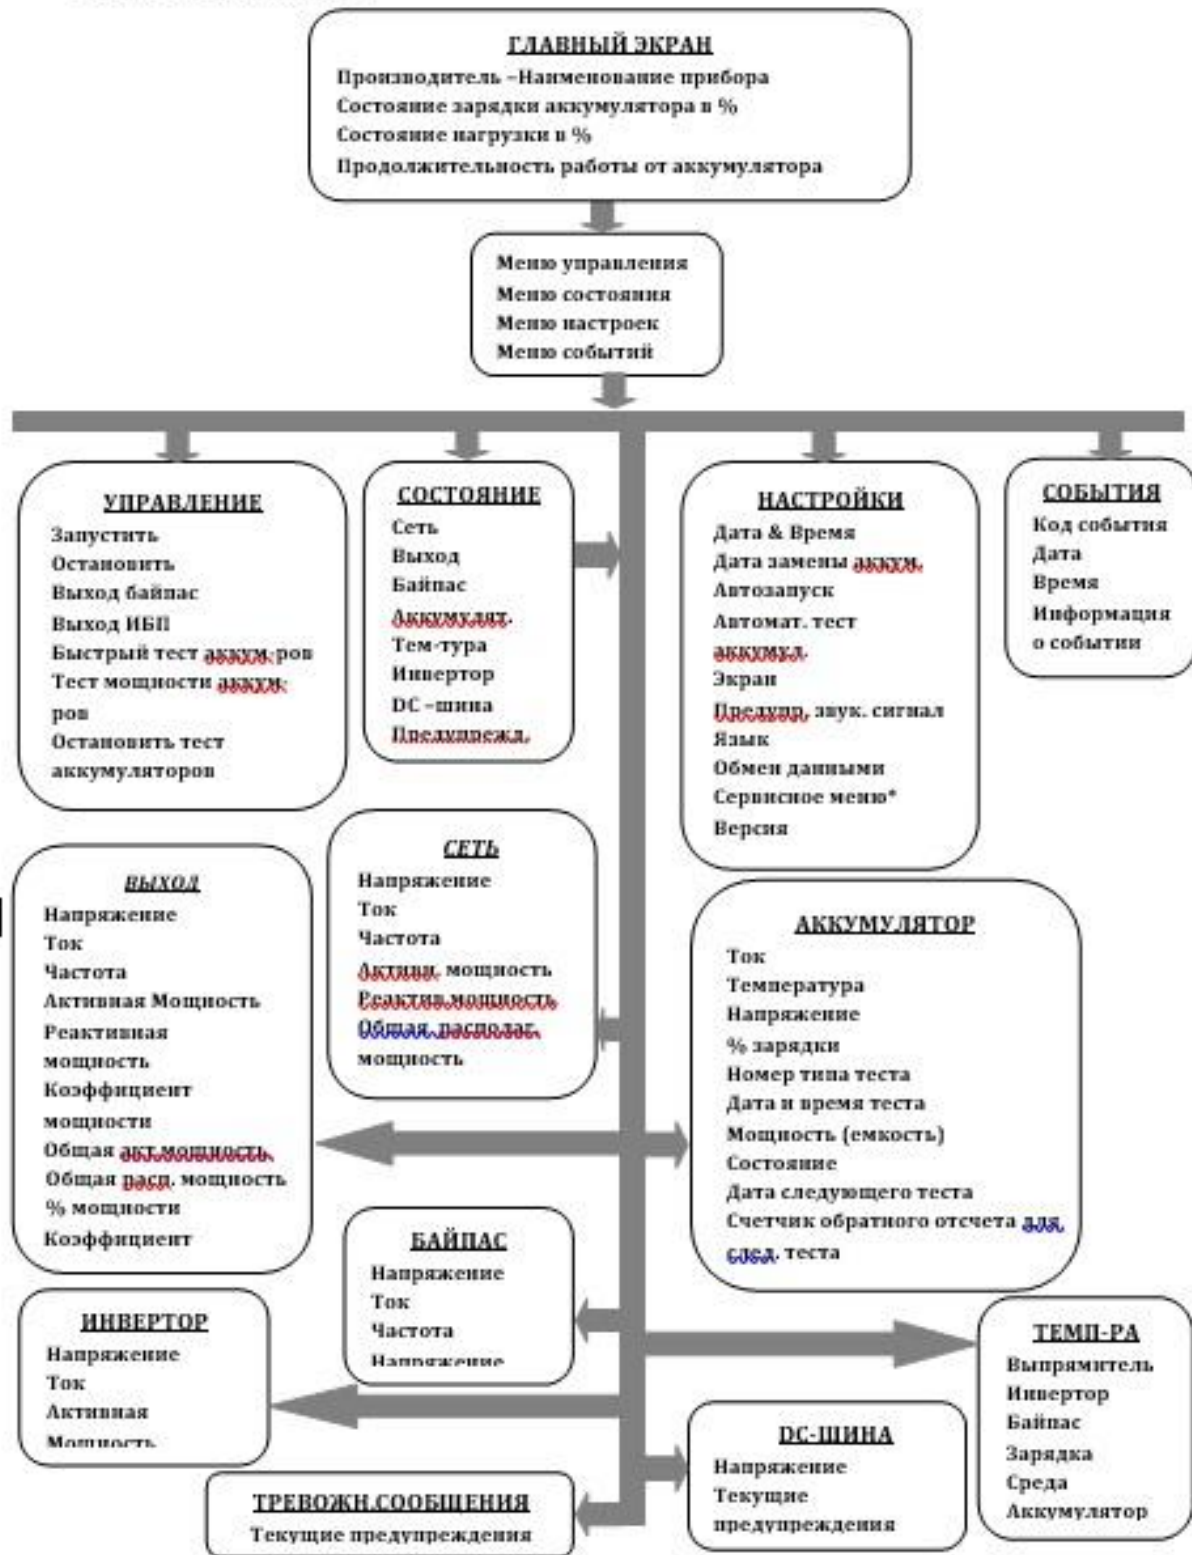 ГЛАВНЫЙ ЭКРАН
Производитель –Наименование прибора
Состояние зарядки аккумулятора в %
Состояние нагрузки в %
Продолжительность работы от аккумулятора
Меню управления
Меню состояния
Меню настроек
Меню событий
УПРАВЛЕНИЕ
Запустить
Остановить
Выход байпас
Выход ИБП
Быстрый тест аккум-ров
Тест мощности аккум-
ров
Остановить тест
аккумуляторов
СОСТОЯНИЕ
Сеть
Выход
Байпас
Аккумулят.
Тем-тура
Инвертор
DC –шина
Предупрежд.
НАСТРОЙКИ
Дата & Время
Дата замены аккум.
Автозапуск
Автомат. тест
аккумул.
Экран
Предупр. звук. сигнал
Язык
Обмен данными
Сервисное меню*
Версия
СОБЫТИЯ
Код события
Дата
Время
Информация
о событии
ВЫХОД
Напряжение
Ток
Частота
Активная Мощность
Реактивная
мощность
Коэффициент
мощности
Общая акт.мощность
Общая расп. мощность
% мощности
Коэффициент
СЕТЬ
Напряжение
Ток
Частота
Активн. мощность
Реактив.мощность
Общая располаг.
мощность
АККУМУЛЯТОР
Ток
Температура
Напряжение
% зарядки
Номер типа теста
Дата и время теста
Мощность (емкость)
Состояние
Дата следующего теста
Счетчик обратного отсчета для
след. теста
БАЙПАС
Напряжение
Ток
Частота
Напряжение
ИНВЕРТОР
Напряжение
Ток
Активная
Мощность
ТЕМП-РА
Выпрямитель
Инвертор
Байпас
Зарядка
Среда
Аккумулятор
DC-ШИНА
Напряжение
Текущие
предупреждения
ТРЕВОЖН.СООБЩЕНИЯ
Текущие предупреждения